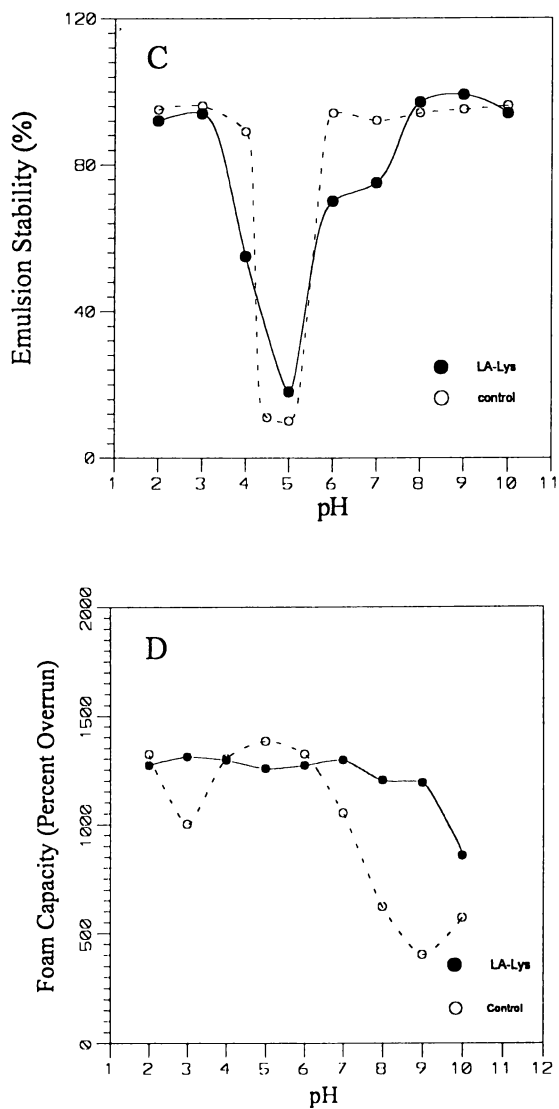 120
C
80
40
0
Emulsion Stability (%)
LA-Lys
control
1 2 3 4 5 6 7 8 9 10 11
pH
2000
D
1500
1000
500
0
Foam Capacity (Percent Overrun)
LA-Lys
Control
1 2 3 4 5 6 7 8 9 10 11 12
pH